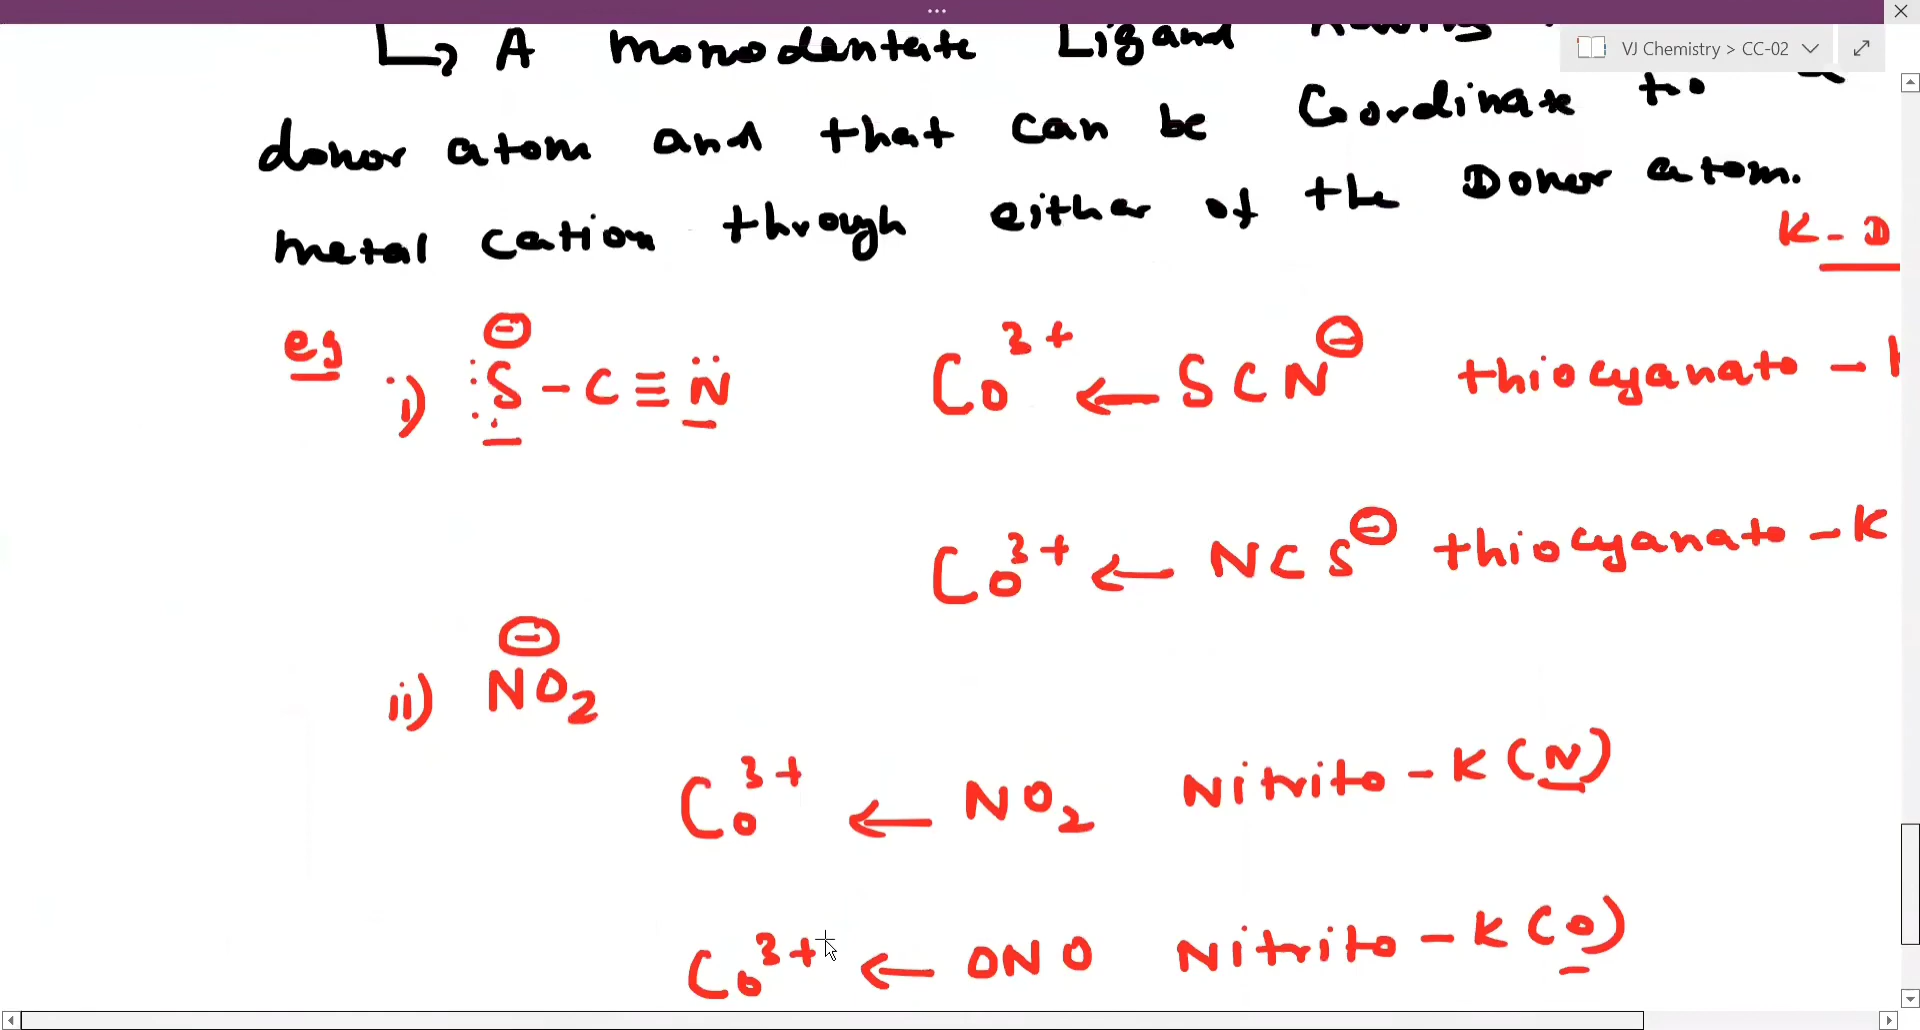 VJ Chemistry > CC-02
↳ A monodentate Ligand
donor atom and that can be Coordinate to
metal cation through either of the Donor atom.
K - D
eg i) :S̈⊖ - C ≡ N̈ Co³⁺ ← SCN⊖ thiocyanato -
Co³⁺ ← NCS⊖ thiocyanato - K
ii) NO₂⊖
Co³⁺ ← NO₂ Nitrito - K (N)
Co³⁺ ← ONO Nitrito - K (O)